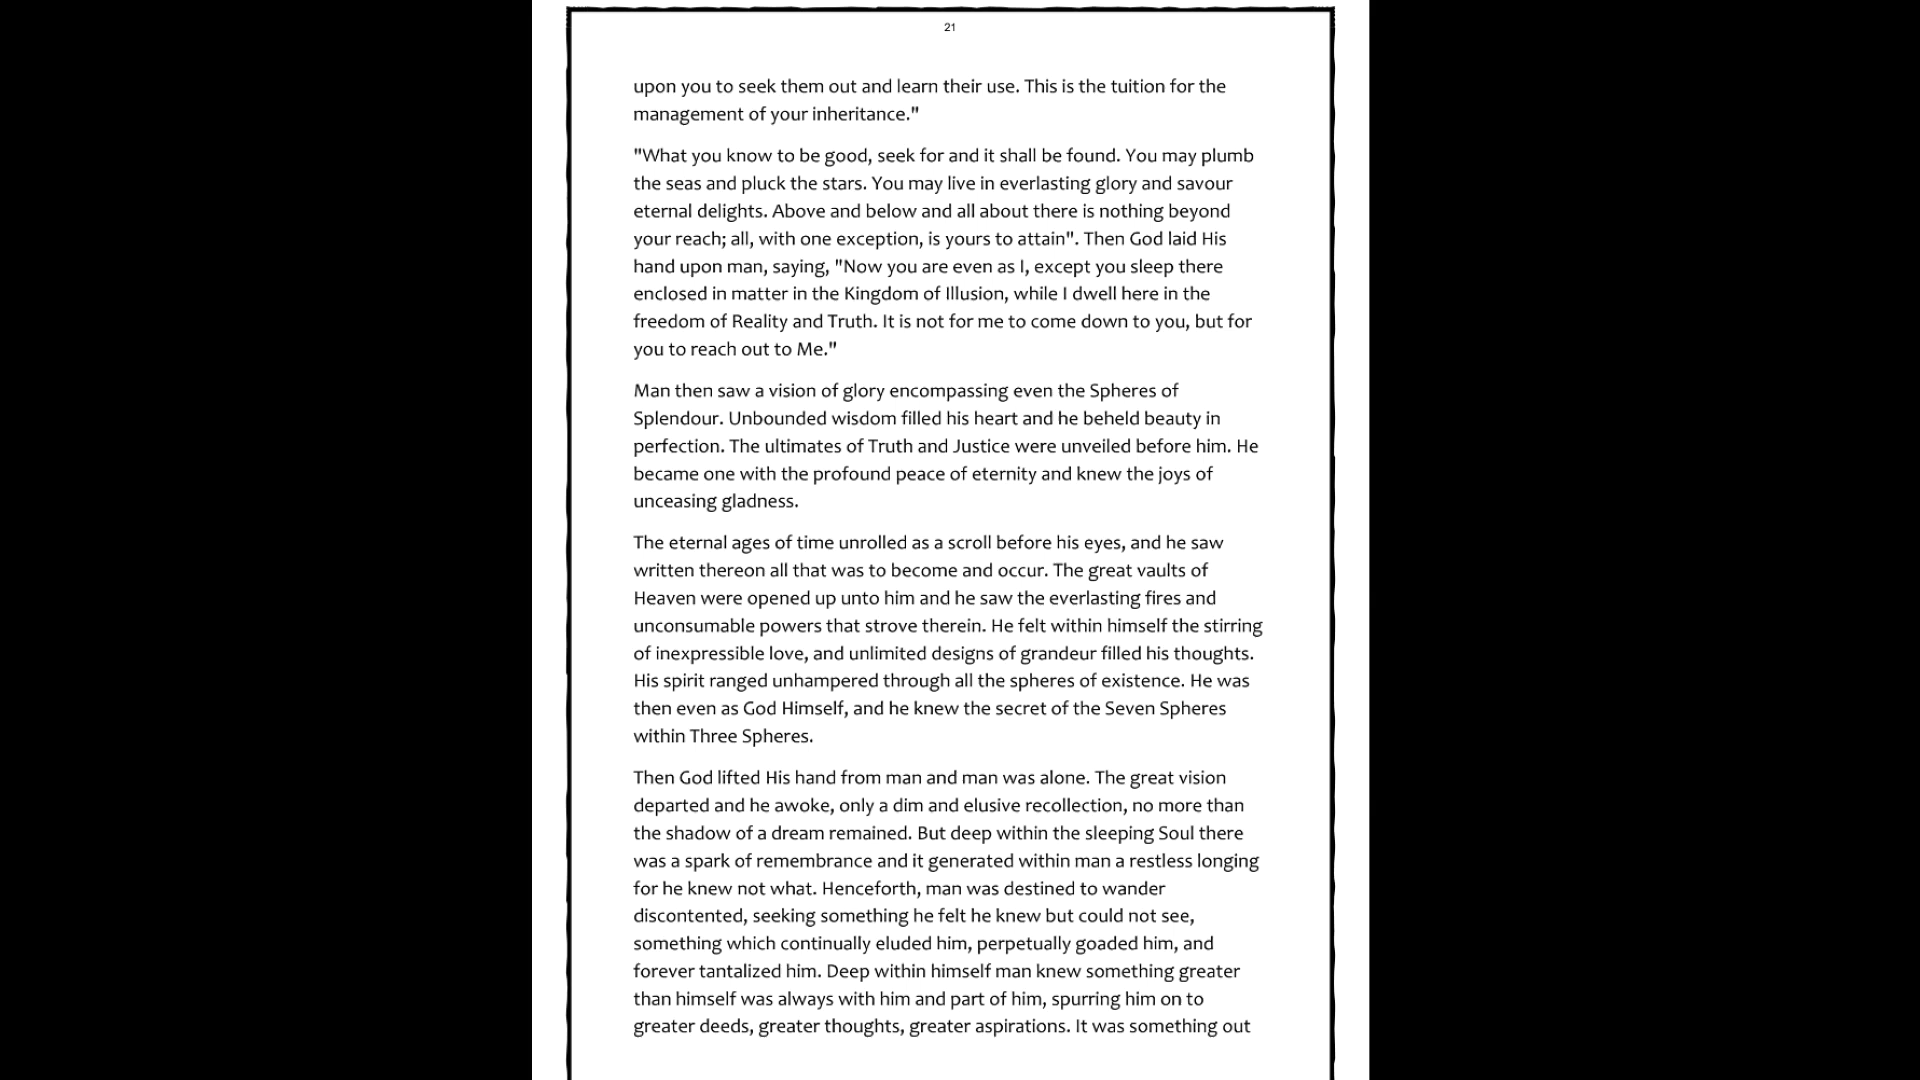 21
upon you to seek them out and learn their use. This is the tuition for the
management of your inheritance."
"What you know to be good, seek for and it shall be found. You may plumb
the seas and pluck the stars. You may live in everlasting glory and savour
eternal delights. Above and below and all about there is nothing beyond
your reach; all, with one exception, is yours to attain". Then God laid His
hand upon man, saying, "Now you are even as I, except you sleep there
enclosed in matter in the Kingdom of Illusion, while I dwell here in the
freedom of Reality and Truth. It is not for me to come down to you, but for
you to reach out to Me."
Man then saw a vision of glory encompassing even the Spheres of
Splendour. Unbounded wisdom filled his heart and he beheld beauty in
perfection. The ultimates of Truth and Justice were unveiled before him. He
became one with the profound peace of eternity and knew the joys of
unceasing gladness.
The eternal ages of time unrolled as a scroll before his eyes, and he saw
written thereon all that was to become and occur. The great vaults of
Heaven were opened up unto him and he saw the everlasting fires and
unconsumable powers that strove therein. He felt within himself the stirring
of inexpressible love, and unlimited designs of grandeur filled his thoughts.
His spirit ranged unhampered through all the spheres of existence. He was
then even as God Himself, and he knew the secret of the Seven Spheres
within Three Spheres.
Then God lifted His hand from man and man was alone. The great vision
departed and he awoke, only a dim and elusive recollection, no more than
the shadow of a dream remained. But deep within the sleeping Soul there
was a spark of remembrance and it generated within man a restless longing
for he knew not what. Henceforth, man was destined to wander
discontented, seeking something he felt he knew but could not see,
something which continually eluded him, perpetually goaded him, and
forever tantalized him. Deep within himself man knew something greater
than himself was always with him and part of him, spurring him on to
greater deeds, greater thoughts, greater aspirations. It was something out